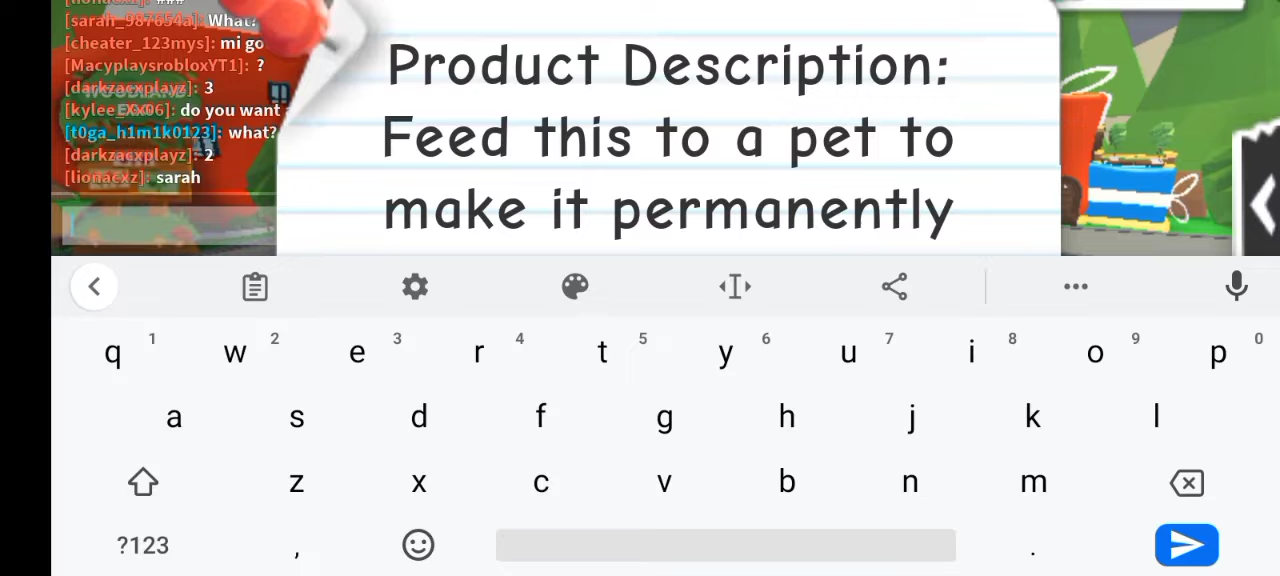 [sarah_987654a]: What?
[cheater_123mys]: mi go
[MacyplaysrobloxYT1]: ?
[darkzacxplayz]: 3
[kylee_Xx06]: do you want
[t0ga_h1m1k0123]: what?
[darkzacxplayz]: 2
[lionacxz]: sarah
Product Description:
Feed this to a pet to
make it permanently
q 1 w 2 e 3 r 4 t 5 y 6 u 7 i 8 o 9 p 0
a s d f g h j k l
z x c v b n m
?123 , .